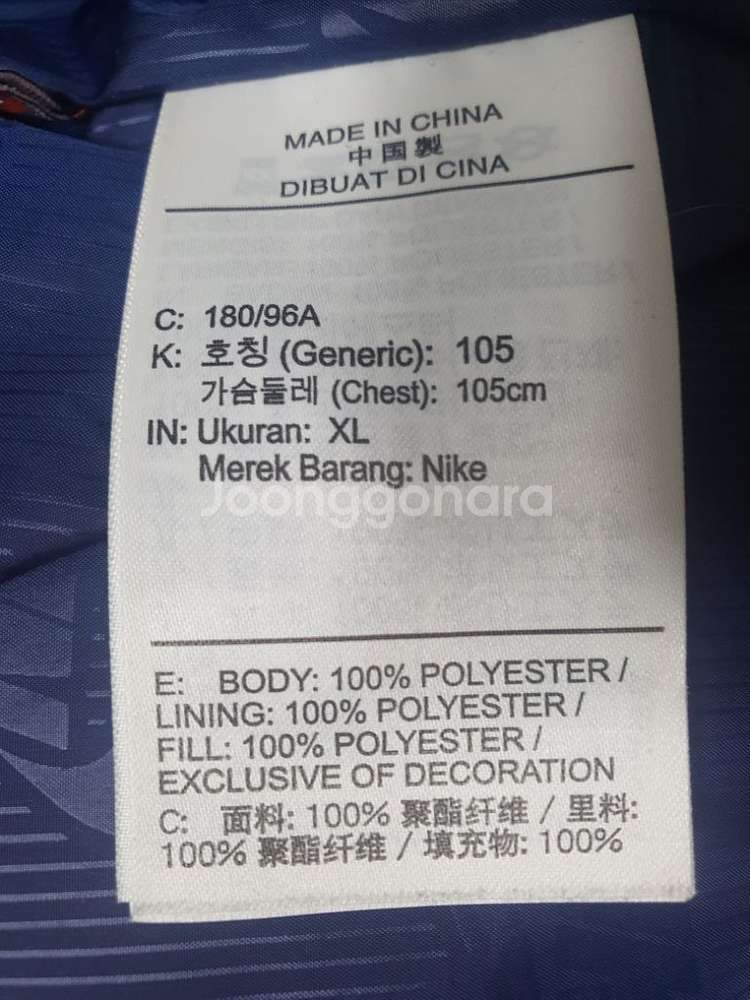 MADE IN CHINA
中国製
DIBUAT DI CINA
C: 180/96A
K: 호칭 (Generic): 105
가슴둘레 (Chest): 105cm
IN: Ukuran: XL
Merek Barang: Nike
Joonggonara
E: BODY: 100% POLYESTER /
LINING: 100% POLYESTER /
FILL: 100% POLYESTER /
EXCLUSIVE OF DECORATION
C: 面料: 100% 聚酯纤维 / 里料:
100% 聚酯纤维 / 填充物: 100%